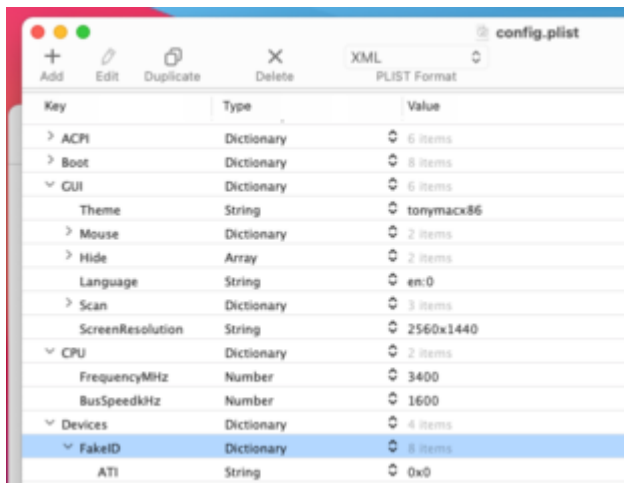 config.plist
Add Edit Duplicate Delete XML PLIST Format
Key Type Value
ACPI Dictionary 6 items
Boot Dictionary 8 items
GUI Dictionary 6 items
Theme String tonymacx86
Mouse Dictionary 2 items
Hide Array 2 items
Language String en:0
Scan Dictionary 3 items
ScreenResolution String 2560x1440
CPU Dictionary 2 items
FrequencyMHz Number 3400
BusSpeedkHz Number 1600
Devices Dictionary 4 items
FakeID Dictionary 8 items
ATI String 0x0